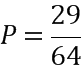 P = 29/64